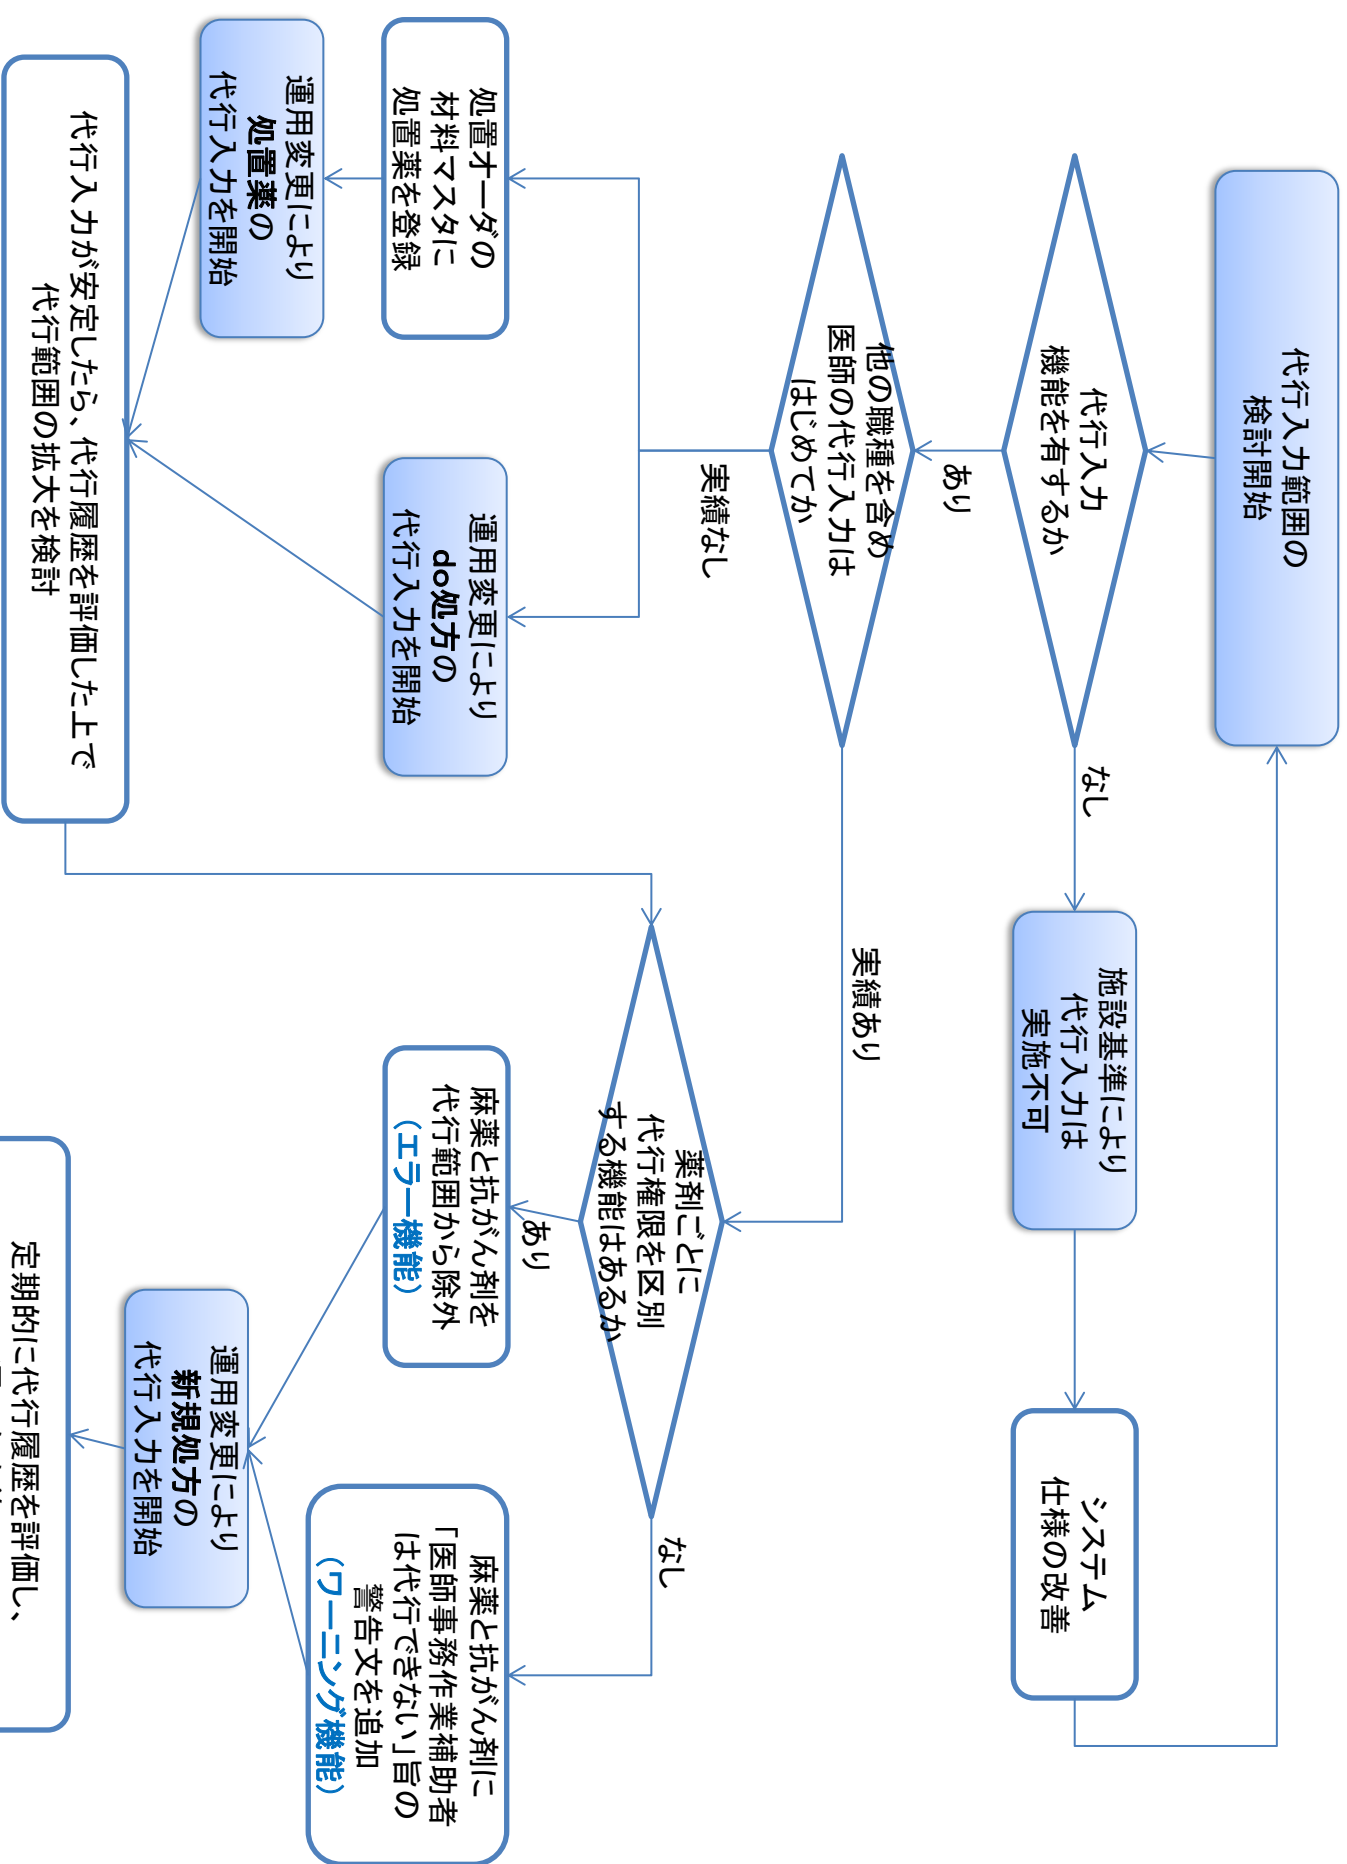 代行入力範囲の
検討開始
代行入力
機能を有するか
なし
施設基準により
代行入力は
実施不可
システム
仕様の改善
あり
他の職種を含め
医師の代行入力は
はじめてか
実績あり
実績なし
処置オーダの
材料マスタに
処置薬を登録
運用変更により
do処方の
代行入力を開始
運用変更により
処置薬の
代行入力を開始
代行入力が安定したら、代行履歴を評価した上で
代行範囲の拡大を検討
薬剤ごとに
代行権限を区別
する機能はあるか
あり
なし
麻薬と抗がん剤を
代行範囲から除外
（エラー機能）
麻薬と抗がん剤に
「医師事務作業補助者
は代行できない」旨の
警告文を追加
（ワーニング機能）
運用変更により
新規処方の
代行入力を開始
定期的に代行履歴を評価し、